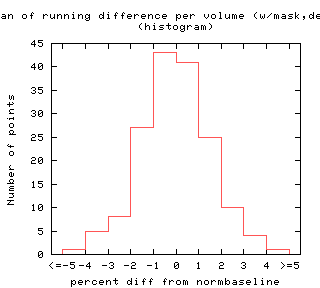 an of running difference per volume (w/mask,de
(histogram)
45
40
35
30
25
20
15
10
5
0
<=-5 -4 -3 -2 -1 0 1 2 3 4 >=5
Number of points
percent diff from normbaseline